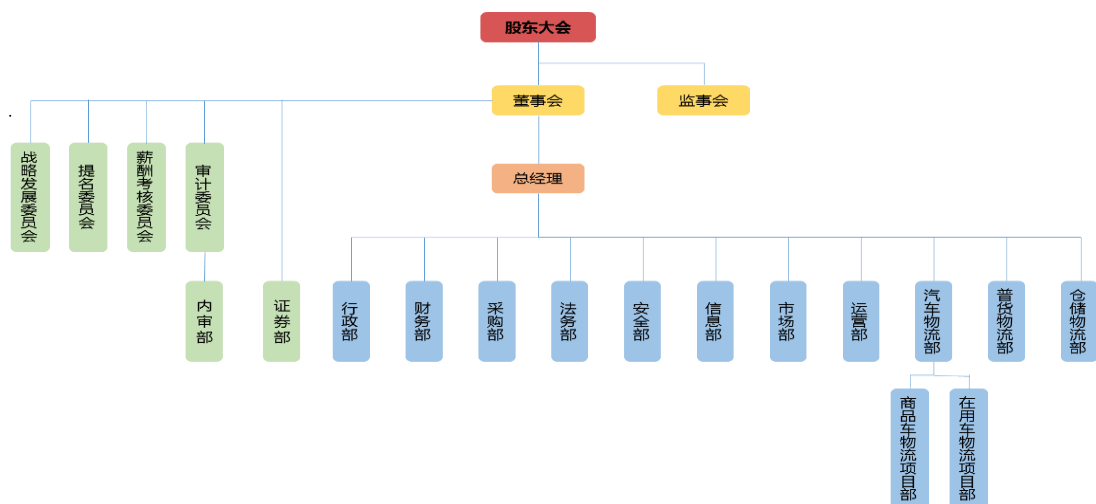 股东大会
董事会
监事会
总经理
战略发展委员会
提名委员会
薪酬考核委员会
审计委员会
内审部
证券部
行政部
财务部
采购部
法务部
安全部
信息部
市场部
运营部
汽车物流部
普货物流部
仓储物流部
商品车物流项目部
在用车物流项目部